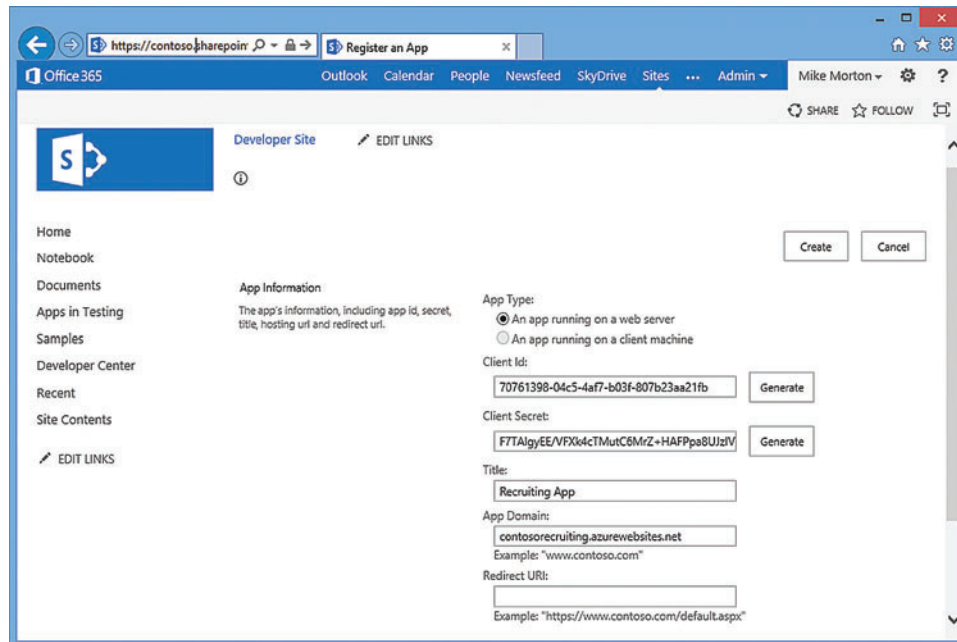 https://contoso.sharepoin
Register an App
Office 365
Outlook Calendar People Newsfeed SkyDrive Sites ... Admin
Mike Morton
?
SHARE
FOLLOW
S
Developer Site
EDIT LINKS
Home
Notebook
Documents
Apps in Testing
Samples
Developer Center
Recent
Site Contents
EDIT LINKS
Create
Cancel
App Information
The app's information, including app id, secret,
title, hosting url and redirect url.
App Type:
An app running on a web server
An app running on a client machine
Client Id:
70761398-04c5-4af7-b03f-807b23aa21fb
Generate
Client Secret:
F7TAlgyEE/VFXk4cTMutC6MrZ+HAFPpa8UJzIV
Generate
Title:
Recruiting App
App Domain:
contosorecruiting.azurewebsites.net
Example: "www.contoso.com"
Redirect URI:
Example: "https://www.contoso.com/default.aspx"